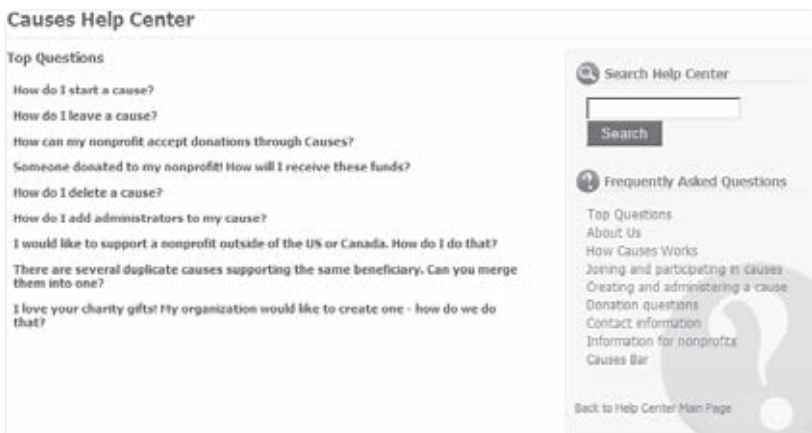 Causes Help Center
Top Questions
How do I start a cause?
How do I leave a cause?
How can my nonprofit accept donations through Causes?
Someone donated to my nonprofit! How will I receive these funds?
How do I delete a cause?
How do I add administrators to my cause?
I would like to support a nonprofit outside of the US or Canada. How do I do that?
There are several duplicate causes supporting the same beneficiary. Can you merge
them into one?
I love your charity gifts! My organization would like to create one - how do we do
that?
Search Help Center
Search
Frequently Asked Questions
Top Questions
About Us
How Causes Works
Joining and participating in causes
Creating and administering a cause
Donation questions
Contact information
Information for nonprofits
Causes Bar
Back to Help Center Main Page